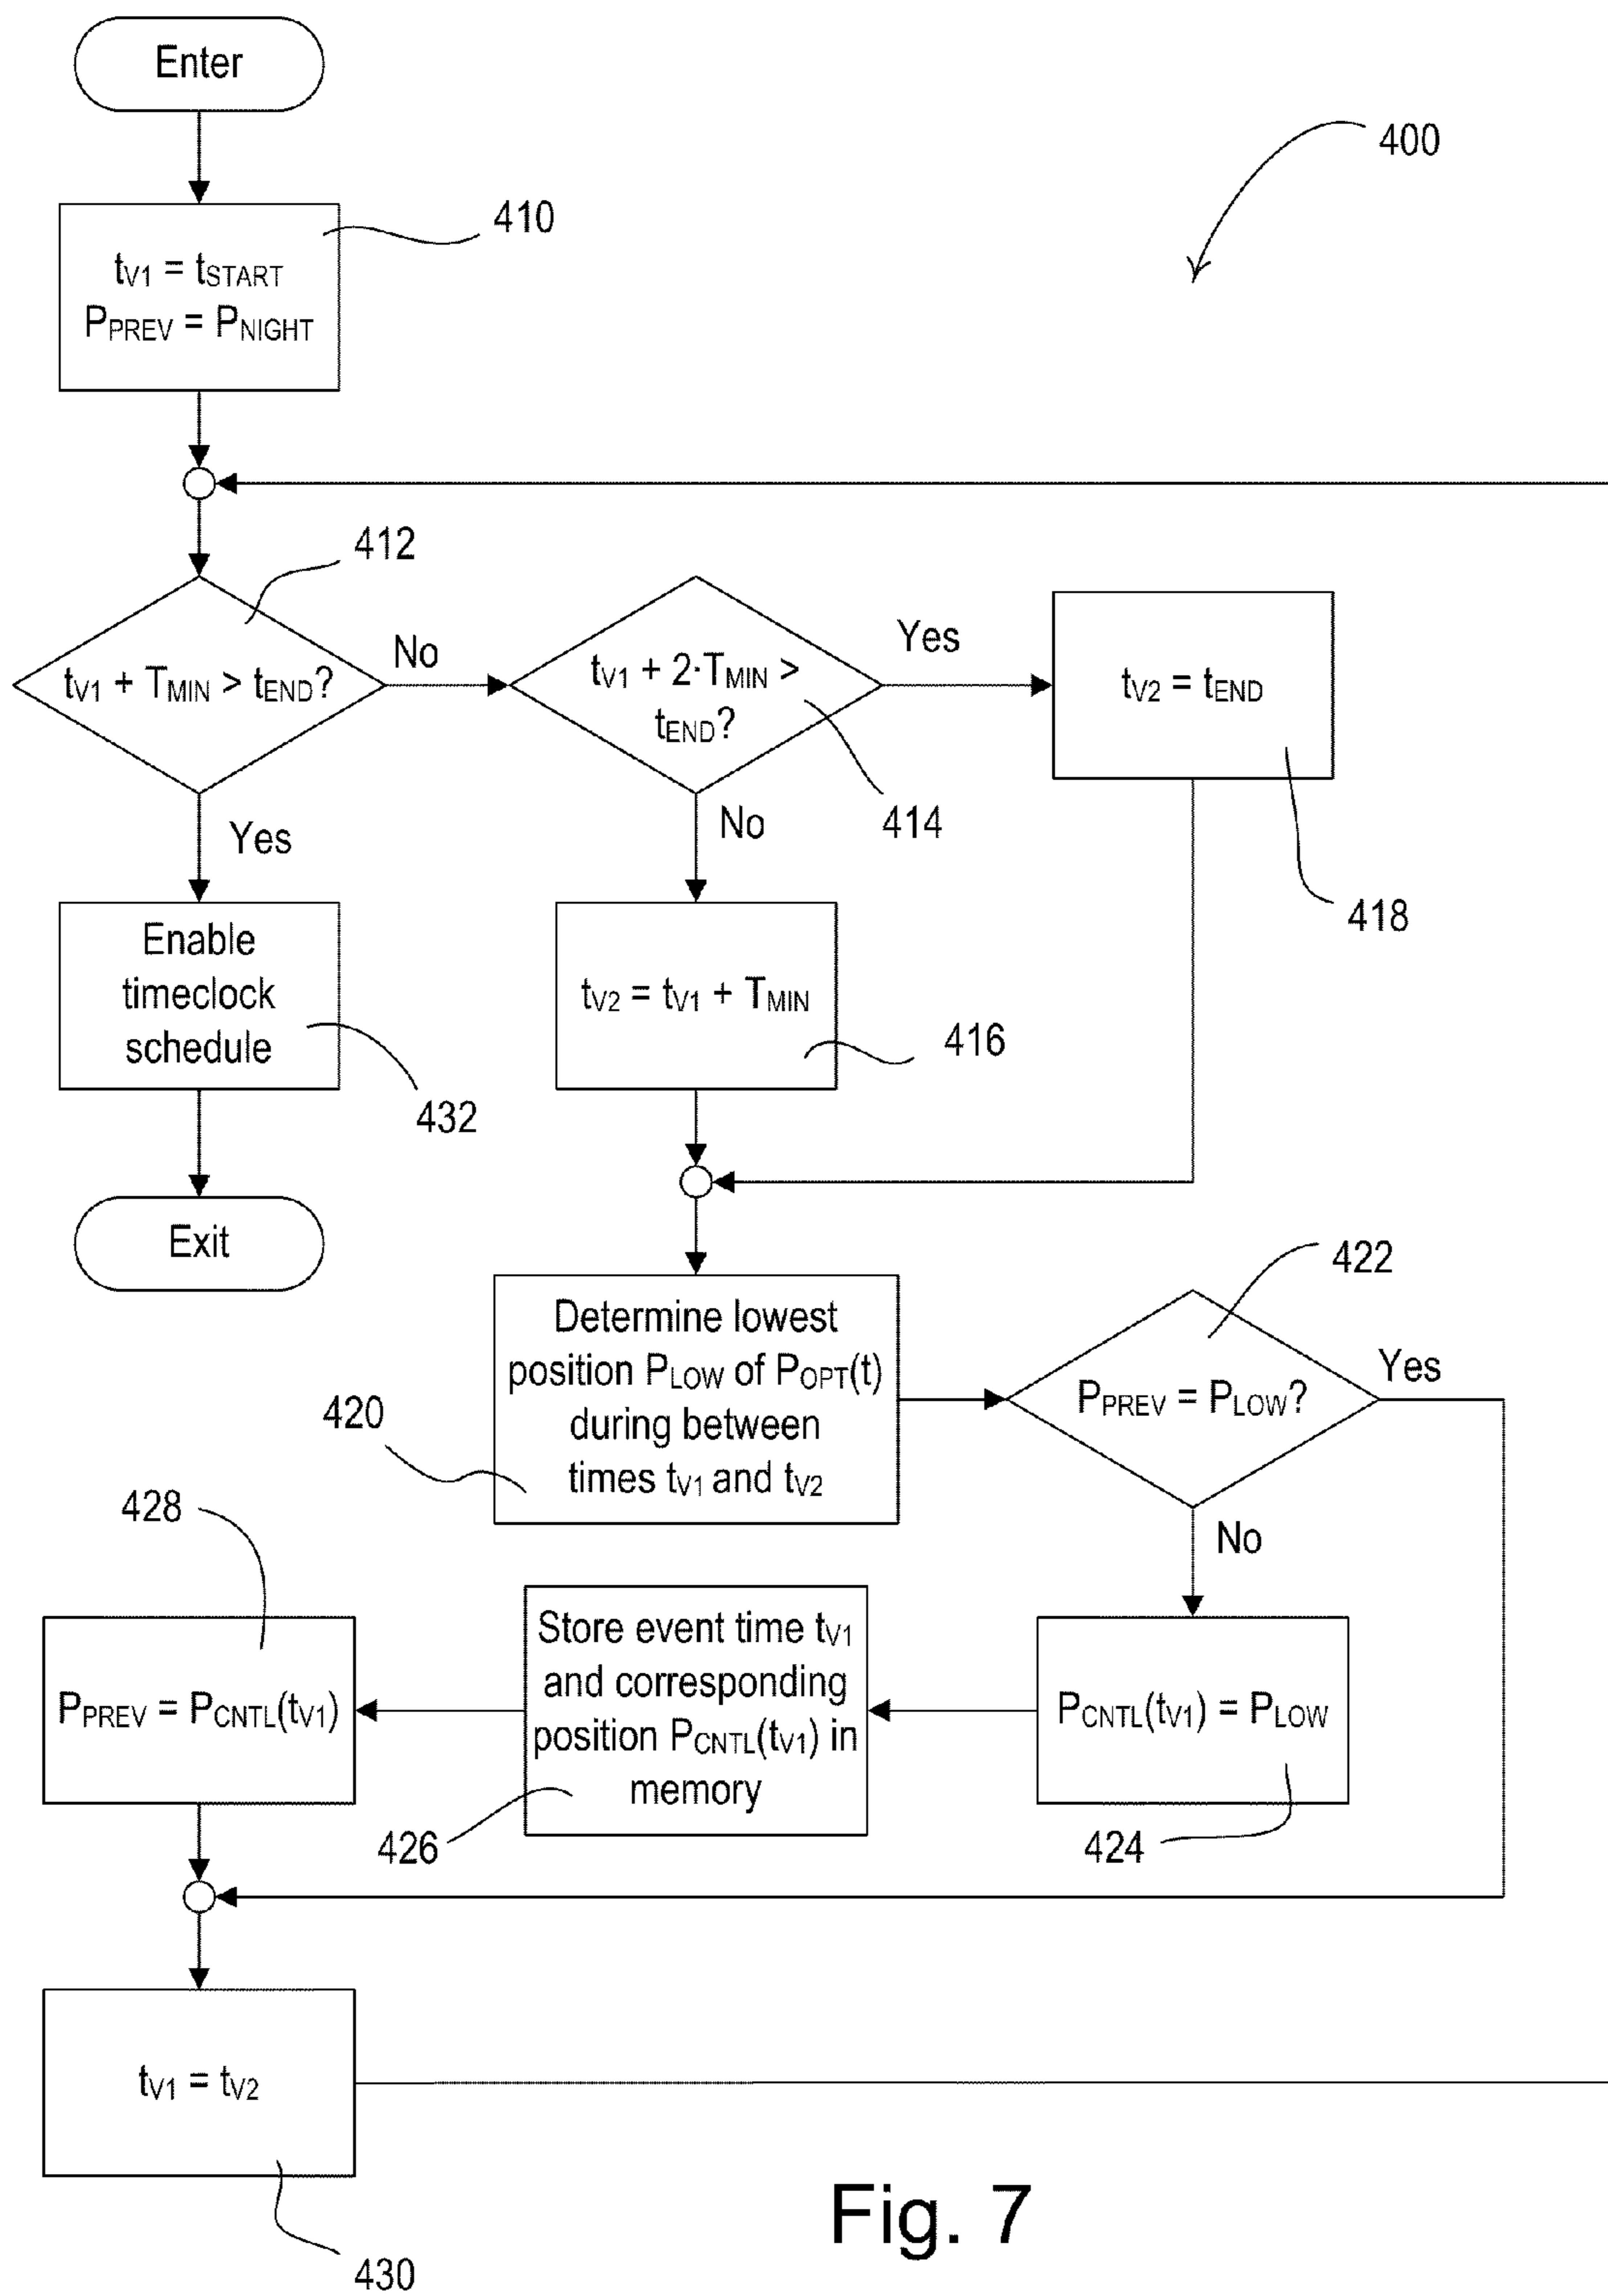 Enter
400
410
tV1 = tSTART
PPREV = PNIGHT
412
tV1 + TMIN > tEND?
No
Yes
tV1 + 2·TMIN >
tEND?
414
Yes
No
tV2 = tEND
418
Enable
timeclock
schedule
432
tV2 = tV1 + TMIN
416
Exit
Determine lowest
position PLOW of POPT(t)
during between
times tV1 and tV2
420
422
PPREV = PLOW?
Yes
No
428
PPREV = PCNTL(tV1)
Store event time tV1
and corresponding
position PCNTL(tV1) in
memory
426
PCNTL(tV1) = PLOW
424
tV1 = tV2
430
Fig. 7